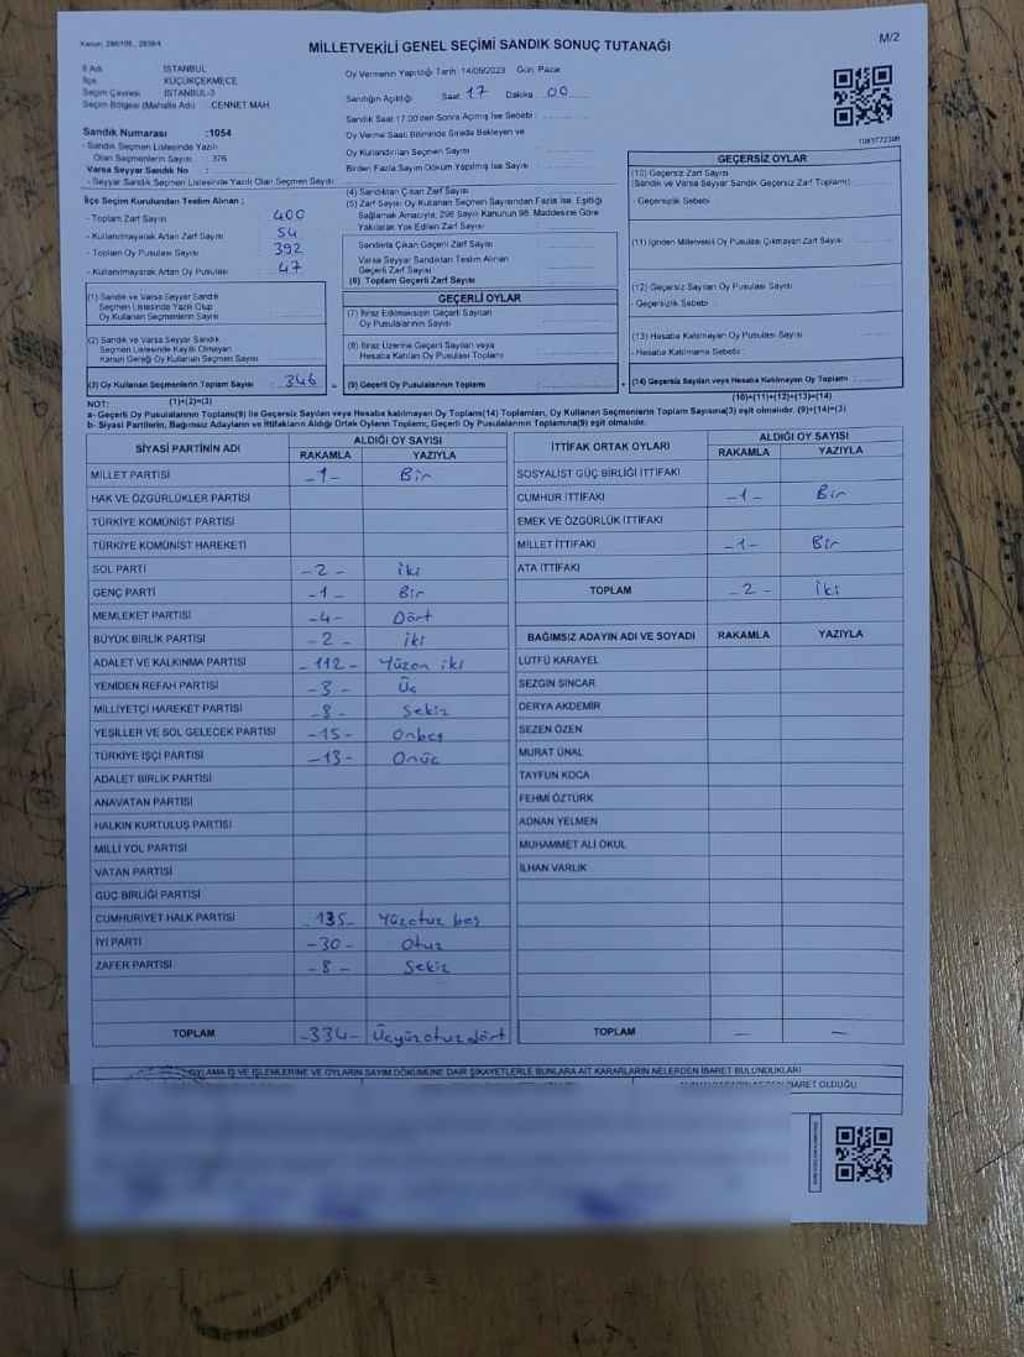 MİLLETVEKİLİ GENEL SEÇİMİ SANDIK SONUÇ TUTANAĞI
M/2
İSTANBUL
KÜÇÜKÇEKMECE
İSTANBUL-3
Seçim Bölgesi (Mahalle Adı) : CENNET MAH.
Oy Vermenin Yapıldığı Tarih: 14/05/2023 Gün: Pazar
Sandığın Açıldığı Saat: 17 Dakika: 00
Sandık Saat 17.00'den Sonra Açılmış İse Sebebi :
Oy Verme Saati Bitiminde Sırada Bekleyen ve
Oy Kullandırılan Seçmen Sayısı
Birden Fazla Sayım Döküm Yapılmış İse Sayısı
Sandık Numarası :1054
- Sandık Seçmen Listesinde Yazılı
Olan Seçmenlerin Sayısı : 376
Varsa Seyyar Sandık No :
- Seyyar Sandık Seçmen Listesinde Yazılı Olan Seçmen Sayısı
İlçe Seçim Kurulundan Teslim Alınan :
- Toplam Zarf Sayısı 400
- Kullanılmayarak Artan Zarf Sayısı 54
- Toplam Oy Pusulası Sayısı 392
- Kullanılmayarak Artan Oy Pusulası 47
(1) Sandık ve Varsa Seyyar Sandık
Seçmen Listesinde Yazılı Olup
Oy Kullanan Seçmenlerin Sayısı
(2) Sandık ve Varsa Seyyar Sandık
Seçmen Listesinde Kayıtlı Olmayan
Kanun Gereği Oy Kullanan Seçmen Sayısı
(3) Oy Kullanan Seçmenlerin Toplam Sayısı : 346
(1)+(2)=(3)
(4) Sandıktan Çıkan Zarf Sayısı
(5) Zarf Sayısı Oy Kullanan Seçmen Sayısından Fazla İse, Eşitliği
Sağlamak Amacıyla, 298 Sayılı Kanunun 98. Maddesine Göre
Yakılarak Yok Edilen Zarf Sayısı
Sandıkta Çıkan Geçerli Zarf Sayısı
Varsa Seyyar Sandıktan Teslim Alınan
Geçerli Zarf Sayısı
(6) Toplam Geçerli Zarf Sayısı
GEÇERLİ OYLAR
(7) İtiraz Edilmeksizin Geçerli Sayılan
Oy Pusulalarının Sayısı
(8) İtiraz Üzerine Geçerli Sayılan veya
Hesaba Katılan Oy Pusulası Toplamı
(9) Geçerli Oy Pusulalarının Toplamı
GEÇERSİZ OYLAR
(10) Geçersiz Zarf Sayısı
(Sandık ve Varsa Seyyar Sandık Geçersiz Zarf Toplamı)
- Geçersizlik Sebebi
(11) İçinden Milletvekili Oy Pusulası Çıkmayan Zarf Sayısı
(12) Geçersiz Sayılan Oy Pusulası Sayısı
- Geçersizlik Sebebi
(13) Hesaba Katılmayan Oy Pusulası Sayısı
- Hesaba Katılmama Sebebi
(14) Geçersiz Sayılan veya Hesaba Katılmayan Oy Toplamı
(10)+(11)+(12)+(13)=(14)
NOT:
a- Geçerli Oy Pusulalarının Toplamı(9) ile Geçersiz Sayılan veya Hesaba katılmayan Oy Toplamı(14) Toplamları, Oy Kullanan Seçmenlerin Toplam Sayısına(3) eşit olmalıdır. (9)+(14)=(3)
b- Siyasi Partilerin, Bağımsız Adayların ve İttifakların Aldığı Ortak Oyların Toplamı; Geçerli Oy Pusulalarının Toplamına(9) eşit olmalıdır.
SİYASİ PARTİNİN ADI ALDIĞI OY SAYISI
RAKAMLA YAZIYLA
MİLLET PARTİSİ -1- Bir
HAK VE ÖZGÜRLÜKLER PARTİSİ
TÜRKİYE KOMÜNİST PARTİSİ
TÜRKİYE KOMÜNİST HAREKETİ
SOL PARTİ -2- iki
GENÇ PARTİ -1- Bir
MEMLEKET PARTİSİ -4- Dört
BÜYÜK BİRLİK PARTİSİ -2- iki
ADALET VE KALKINMA PARTİSİ -112- Yüzon iki
YENİDEN REFAH PARTİSİ -3- Üç
MİLLİYETÇİ HAREKET PARTİSİ -8- Sekiz
YEŞİLLER VE SOL GELECEK PARTİSİ -15- Onbeş
TÜRKİYE İŞÇİ PARTİSİ -13- Onüç
ADALET BİRLİK PARTİSİ
ANAVATAN PARTİSİ
HALKIN KURTULUŞ PARTİSİ
MİLLİ YOL PARTİSİ
VATAN PARTİSİ
GÜÇ BİRLİĞİ PARTİSİ
CUMHURİYET HALK PARTİSİ 135- Yüzotuz beş
İYİ PARTİ -30- Otuz
ZAFER PARTİSİ -8- Sekiz
TOPLAM -334- Üçyüzotuzdört
İTTİFAK ORTAK OYLARI ALDIĞI OY SAYISI
RAKAMLA YAZIYLA
SOSYALİST GÜÇ BİRLİĞİ İTTİFAKI
CUMHUR İTTİFAKI -1- Bir
EMEK VE ÖZGÜRLÜK İTTİFAKI
MİLLET İTTİFAKI -1- Bir
ATA İTTİFAKI
TOPLAM -2- iki
BAĞIMSIZ ADAYIN ADI VE SOYADI RAKAMLA YAZIYLA
LÜTFÜ KARAYEL
SEZGİN SİNCAR
DERYA AKDEMİR
SEZEN ÖZEN
MURAT ÜNAL
TAYFUN KOCA
FEHMİ ÖZTÜRK
ADNAN YELMEN
MUHAMMET ALİ OKUL
İLHAN VARLIK
TOPLAM — —
OYLAMA İŞ VE İŞLEMLERİNE VE OYLARIN SAYIM DÖKÜMÜNE DAİR ŞİKAYETLERLE BUNLARA AİT KARARLARIN NELERDEN İBARET BULUNDUKLARI